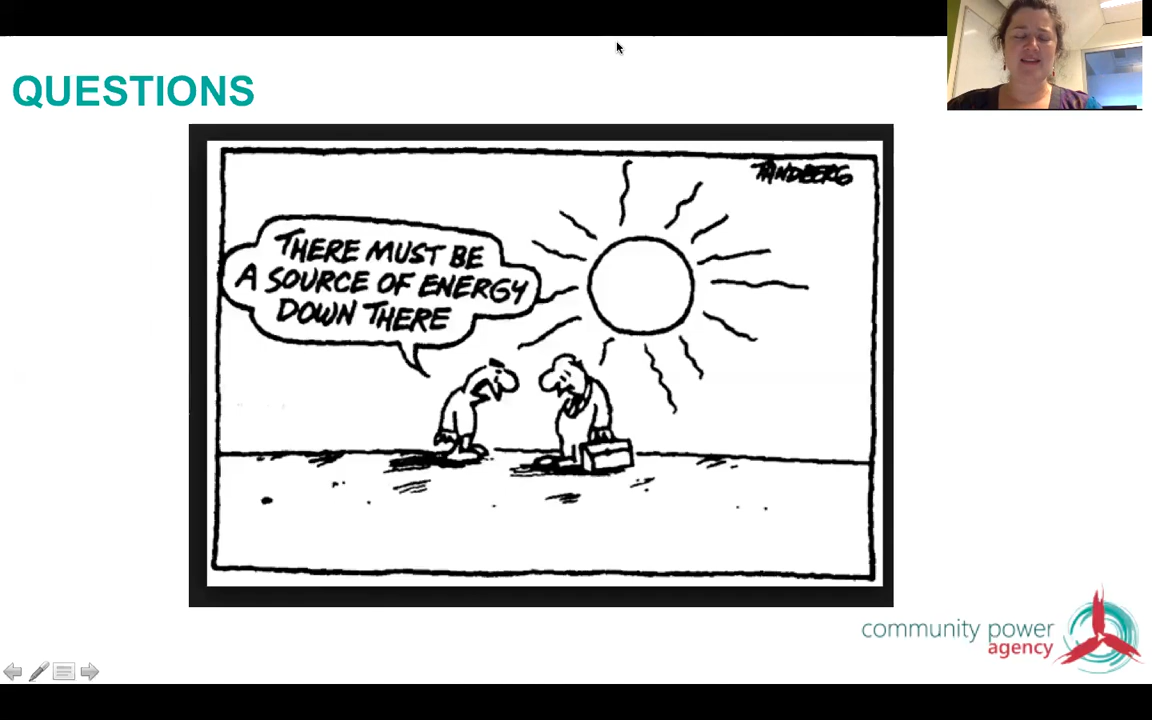 QUESTIONS
TANDBERG
THERE MUST BE
A SOURCE OF ENERGY
DOWN THERE
community power
agency